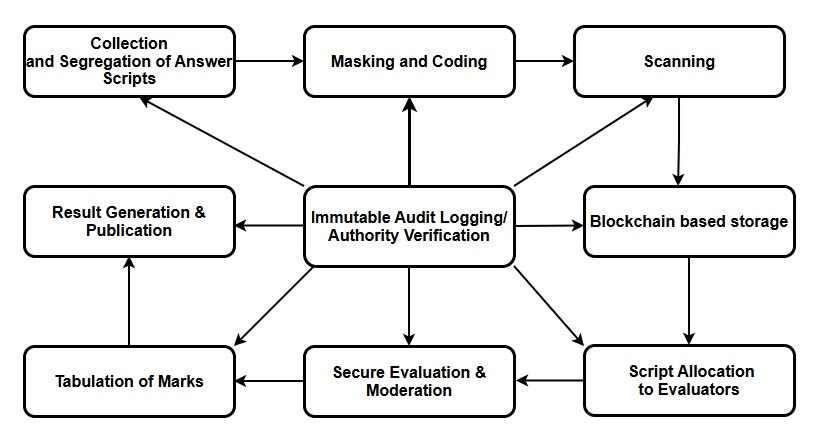 Collection
and Segregation of Answer
Scripts
Masking and Coding
Scanning
Result Generation &
Publication
Immutable Audit Logging/
Authority Verification
Blockchain based storage
Tabulation of Marks
Secure Evaluation &
Moderation
Script Allocation
to Evaluators